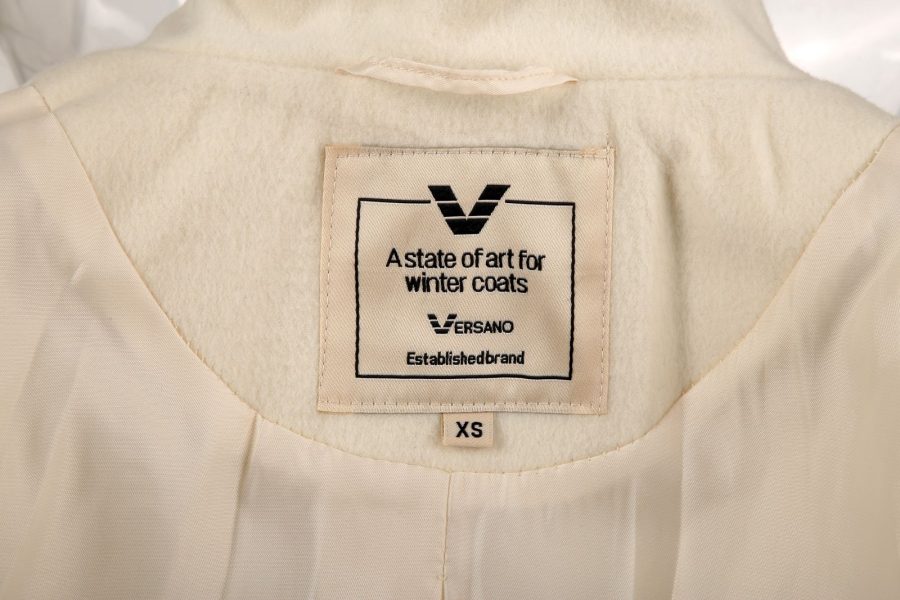 A state of art for
winter coats
VERSANO
Establishedbrand
XS